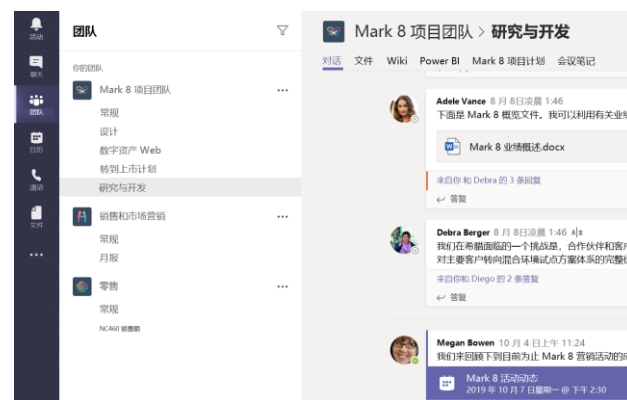 活动
聊天
团队
日历
通话
文件
团队
你的团队
Mark 8 项目团队
常规
设计
数字资产 Web
转到上市计划
研究与开发
销售和市场营销
常规
月报
零售
常规
NC460 销售额
Mark 8 项目团队 > 研究与开发
对话 文件 Wiki Power BI Mark 8 项目计划 会议笔记
Adele Vance 8 月 8日凌晨 1:46
下面是 Mark 8 概览文件。我可以利用有关业绩
Mark 8 业绩概述.docx
来自你 和 Debra 的 3 条回复
答复
Debra Berger 8 月 8日凌晨 1:46
我们在希腊面临的一个挑战是，合作伙伴和客户
对主要客户转向混合环境试点方案体系的完整
来自你和 Diego 的 2 条答复
答复
Megan Bowen 10 月 4 日上午 11:24
我们来回顾下到目前为止 Mark 8 营销活动的
Mark 8 活动动态
2019 年 10 月 7 日星期一 @ 下午 2:30